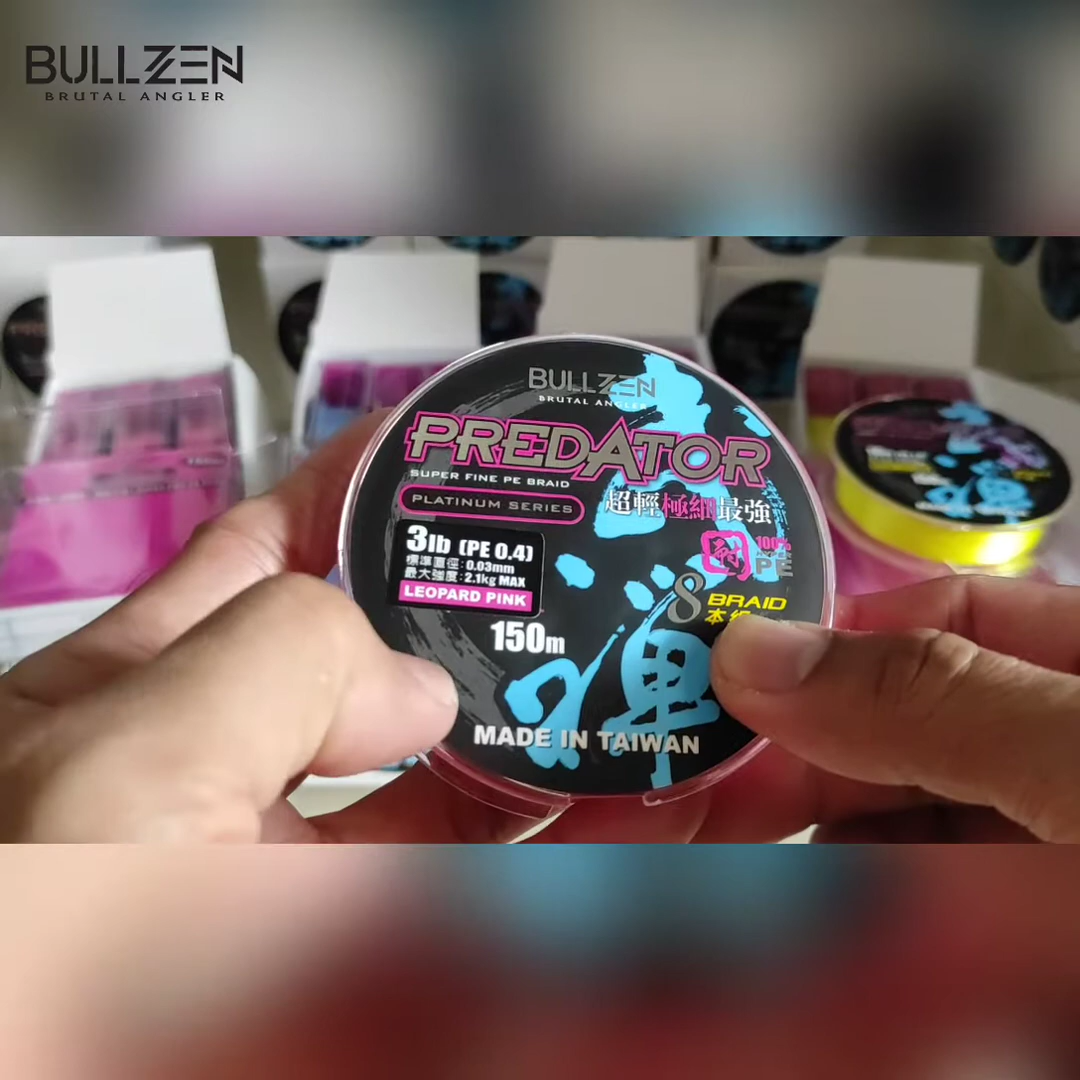 BULLZEN
BRUTAL ANGLER
BULLZEN
BRUTAL ANGLER
PREDATOR
SUPER FINE PE BRAID
PLATINUM SERIES
超輕極細最強
3lb (PE 0.4)
標準直徑:0.03mm
最大強度:2.1kg MAX
LEOPARD PINK
100%
PE
8 BRAID
本
150m
MADE IN TAIWAN